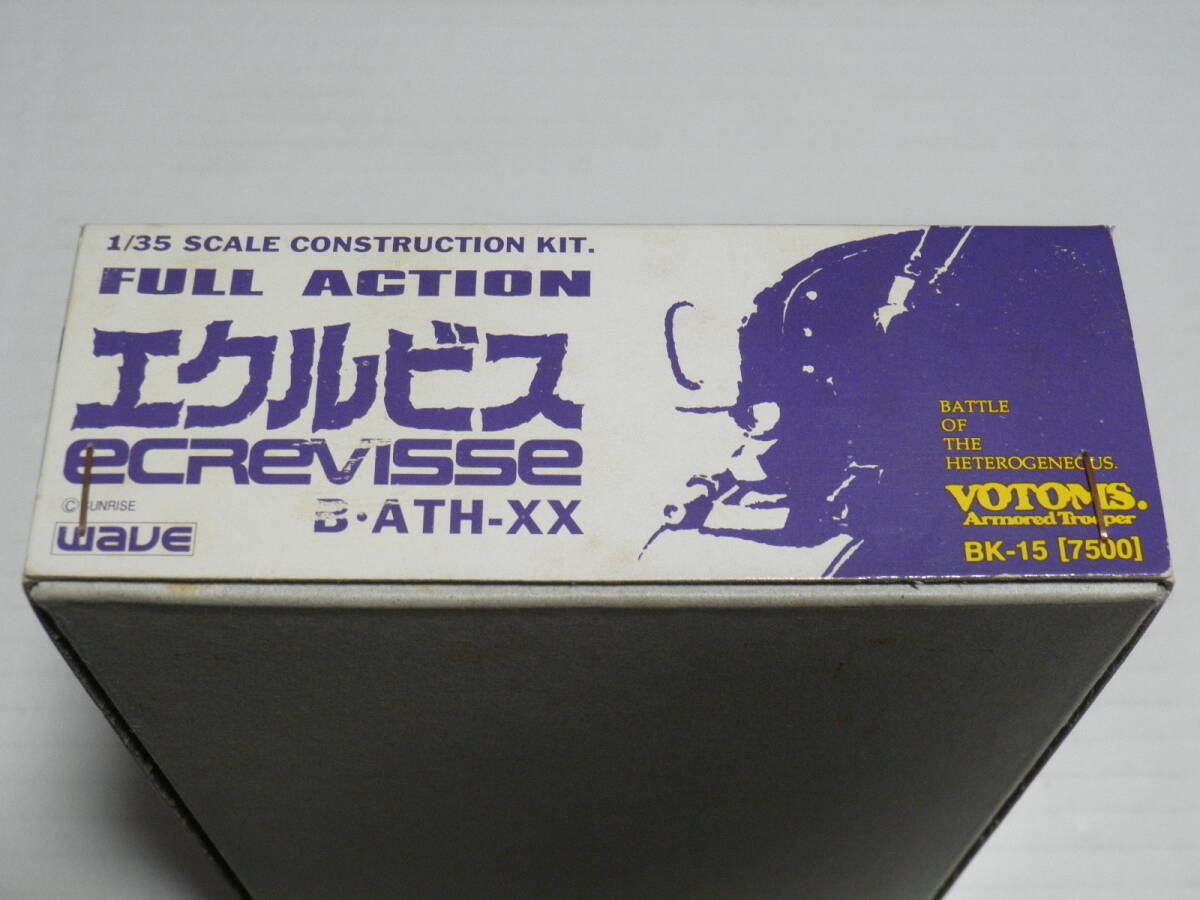 1/35 SCALE CONSTRUCTION KIT.
FULL ACTION
エクルビス
ecrevisse
B・ATH-XX
© SUNRISE
wave
BATTLE
OF
THE
HETEROGENEOUS.
VOTOMS.
Armored Trooper
BK-15 [7500]